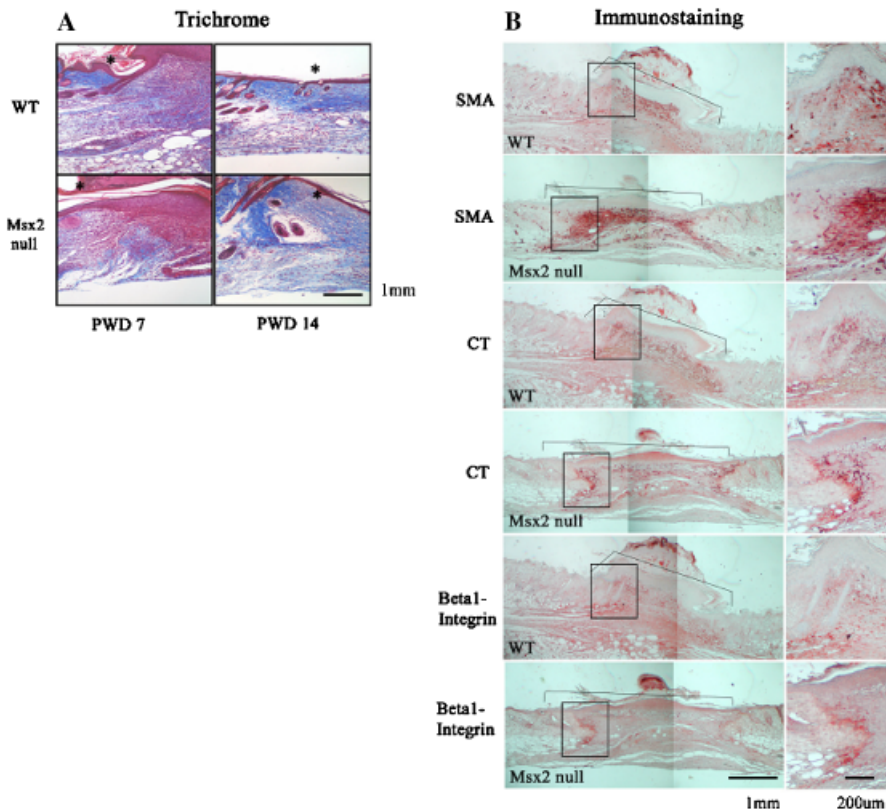 A
Trichrome
*
*
WT
*
*
Msx2
null
1mm
PWD 7
PWD 14
B
Immunostaining
SMA
WT
SMA
Msx2 null
CT
WT
CT
Msx2 null
Beta1-
Integrin
WT
Beta1-
Integrin
Msx2 null
1mm
200um